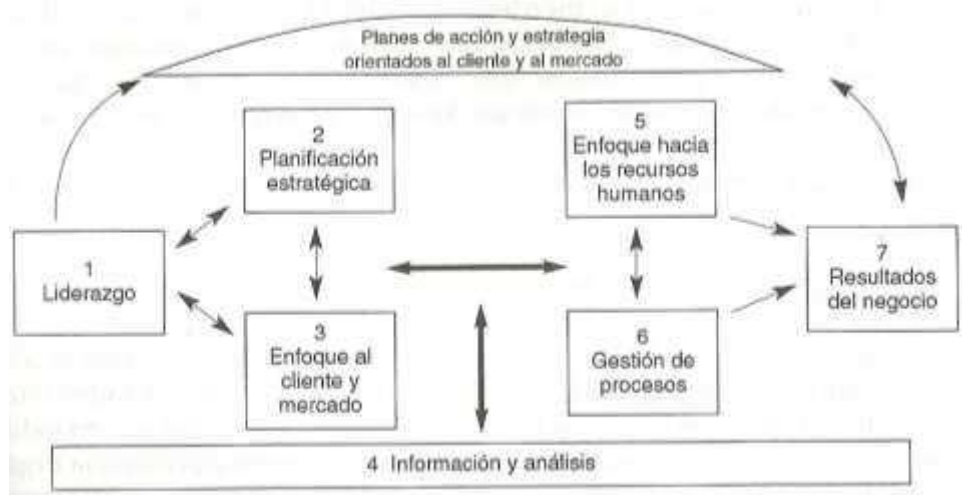 Planes de acción y estrategia
orientados al cliente y al mercado
2
Planificación
estratégica
5
Enfoque hacia
los recursos
humanos
1
Liderazgo
7
Resultados
del negocio
3
Enfoque al
cliente y
mercado
6
Gestión de
procesos
4 Información y análisis